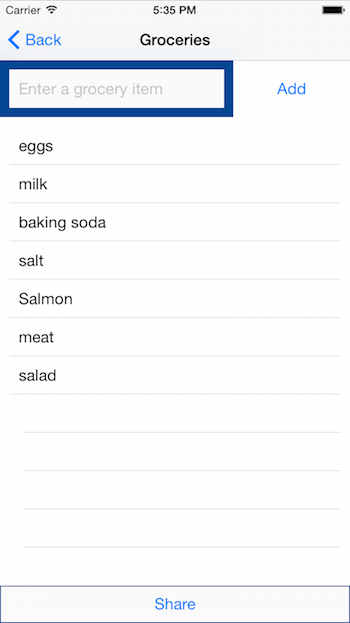 Carrier 5:35 PM
Back Groceries
Enter a grocery item Add
eggs
milk
baking soda
salt
Salmon
meat
salad
Share